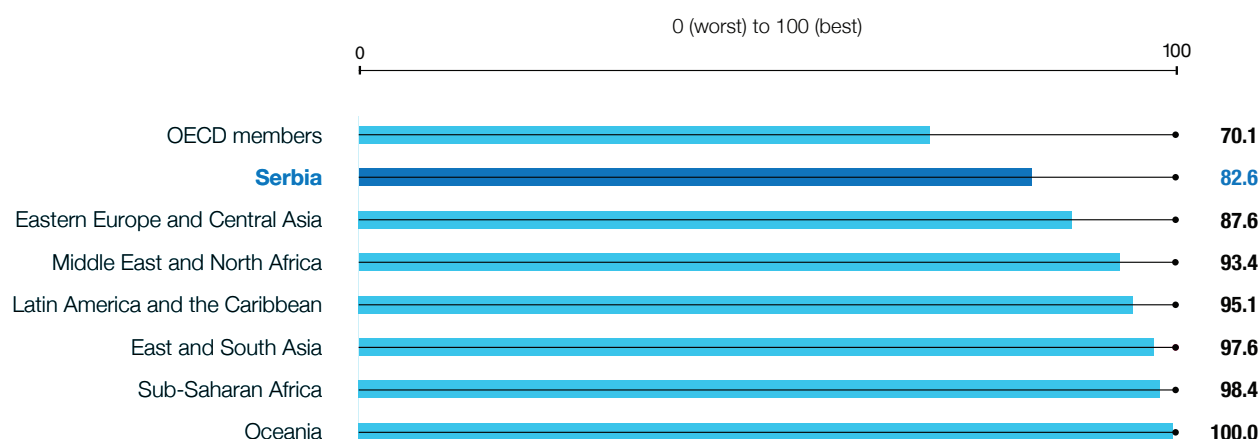 0 (worst) to 100 (best)
0 100
OECD members 70.1
Serbia 82.6
Eastern Europe and Central Asia 87.6
Middle East and North Africa 93.4
Latin America and the Caribbean 95.1
East and South Asia 97.6
Sub-Saharan Africa 98.4
Oceania 100.0